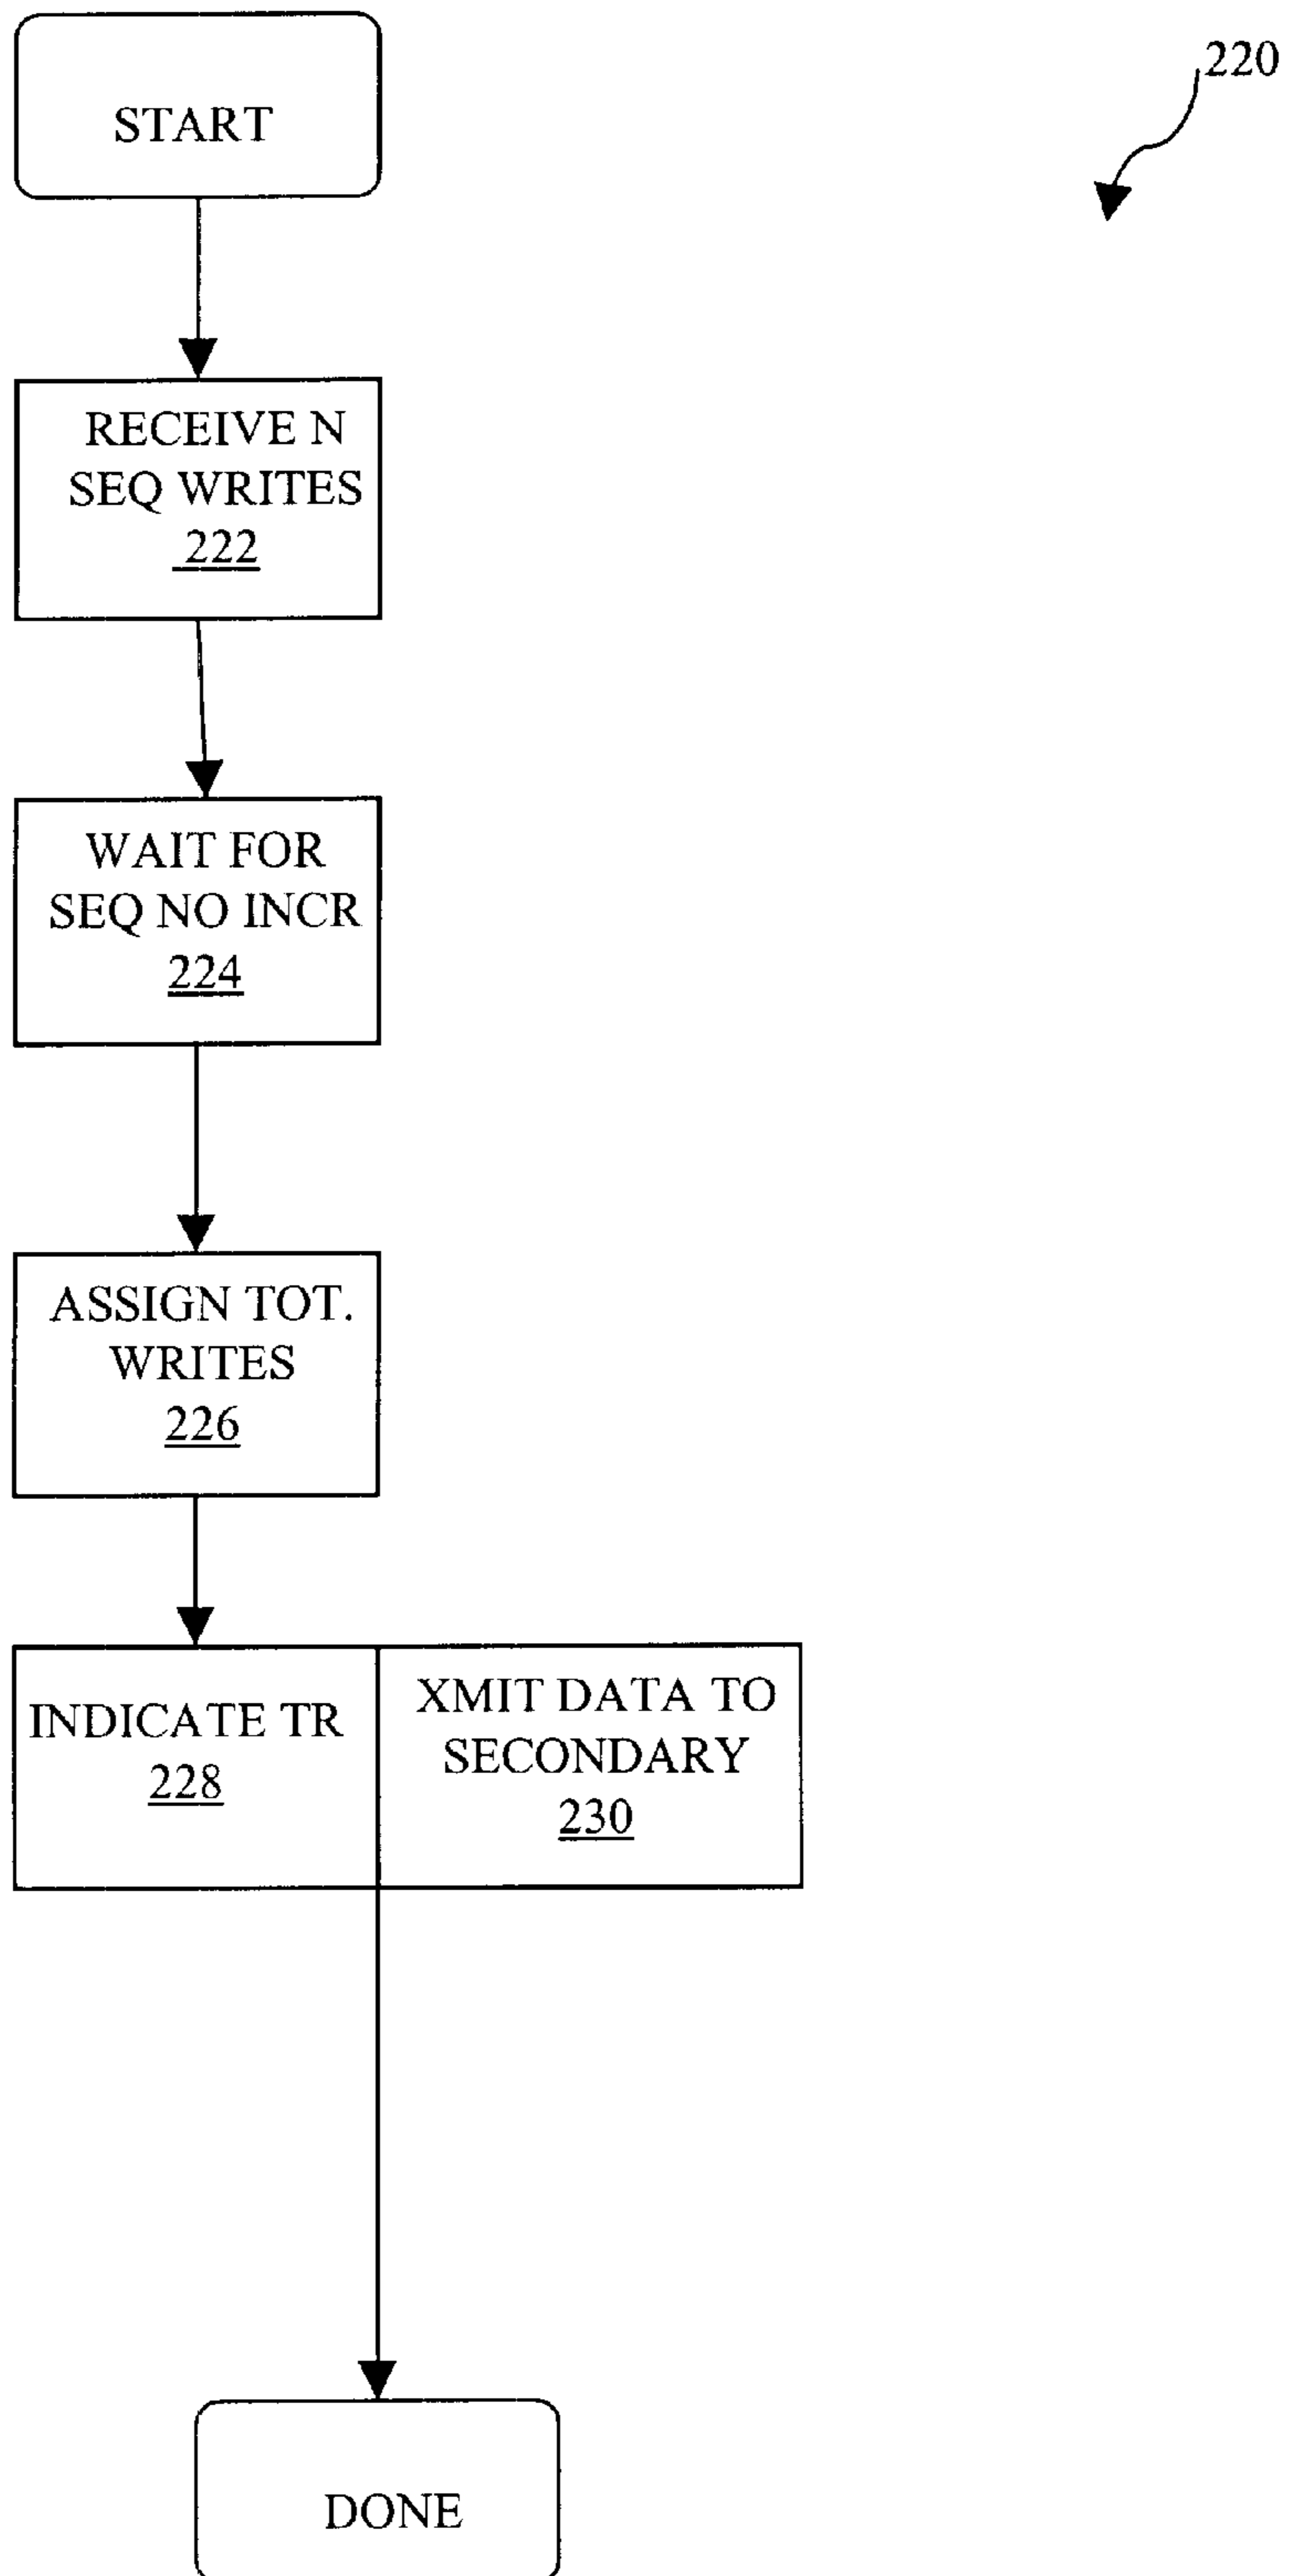 START
220
RECEIVE N
SEQ WRITES
222
WAIT FOR
SEQ NO INCR
224
ASSIGN TOT.
WRITES
226
INDICATE TR
228
XMIT DATA TO
SECONDARY
230
DONE